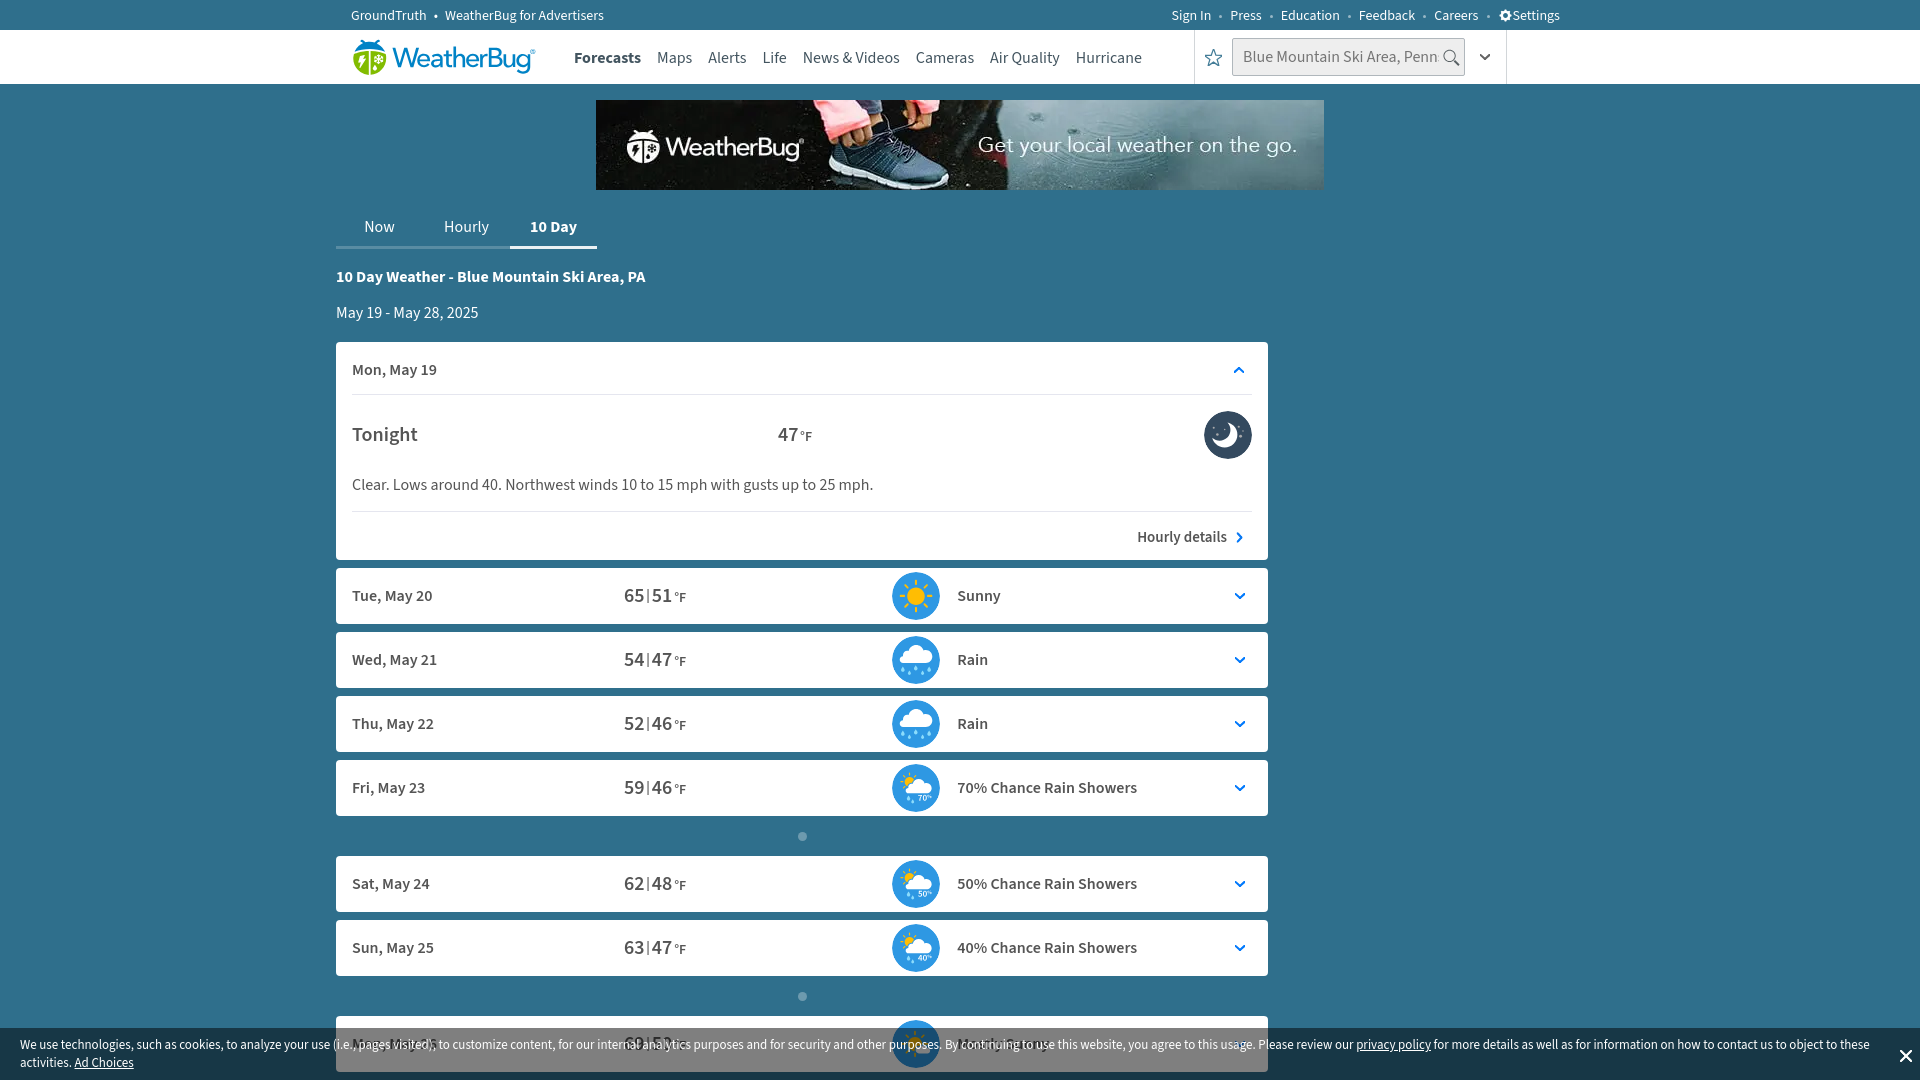 GroundTruth • WeatherBug for Advertisers
Sign In • Press • Education • Feedback • Careers • Settings
WeatherBug
Forecasts Maps Alerts Life News & Videos Cameras Air Quality Hurricane
Blue Mountain Ski Area, Penn
WeatherBug
Get your local weather on the go.
Now Hourly 10 Day
10 Day Weather - Blue Mountain Ski Area, PA
May 19 - May 28, 2025
Mon, May 19
Tonight 47 °F
Clear. Lows around 40. Northwest winds 10 to 15 mph with gusts up to 25 mph.
Hourly details
Tue, May 20 65|51 °F Sunny
Wed, May 21 54|47 °F Rain
Thu, May 22 52|46 °F Rain
Fri, May 23 59|46 °F 70% 70% Chance Rain Showers
Sat, May 24 62|48 °F 50% 50% Chance Rain Showers
Sun, May 25 63|47 °F 40% 40% Chance Rain Showers
We use technologies, such as cookies, to analyze your use (i.e., pages visited), to customize content, for our internal analytics purposes and for security and other purposes. By continuing to use this website, you agree to this usage. Please review our privacy policy for more details as well as for information on how to contact us to object to these
activities. Ad Choices